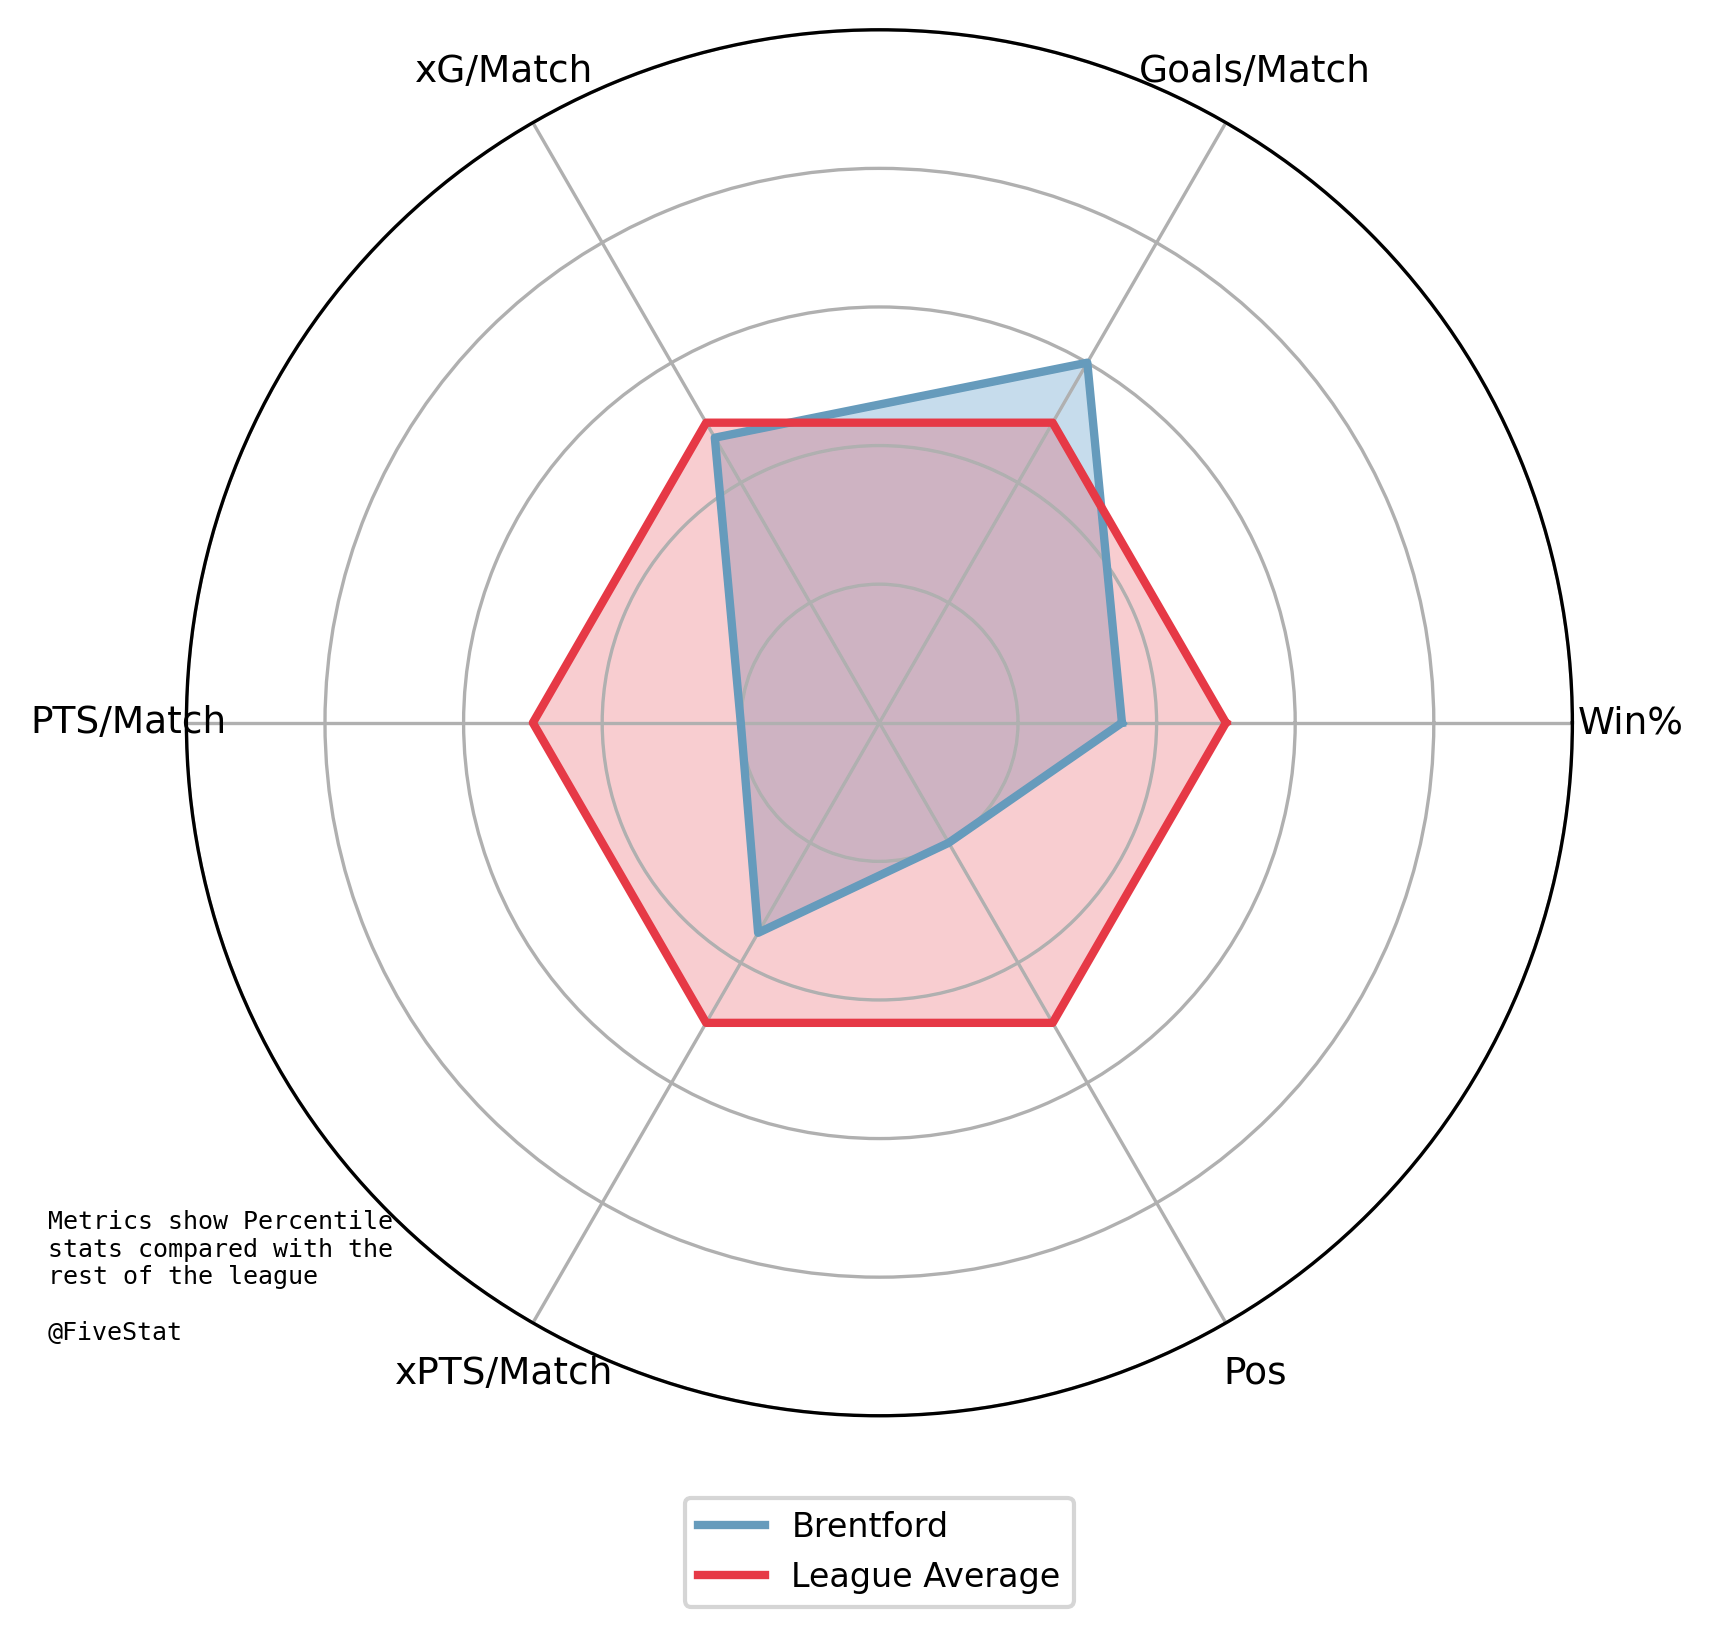 xG/Match
Goals/Match
PTS/Match
Win%
Metrics show Percentile
stats compared with the
rest of the league
@FiveStat
xPTS/Match
Pos
Brentford
League Average